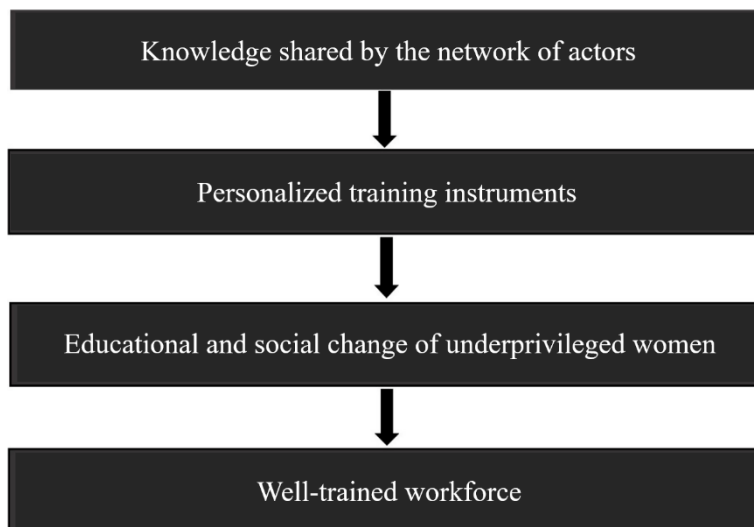 Knowledge shared by the network of actors
Personalized training instruments
Educational and social change of underprivileged women
Well-trained workforce